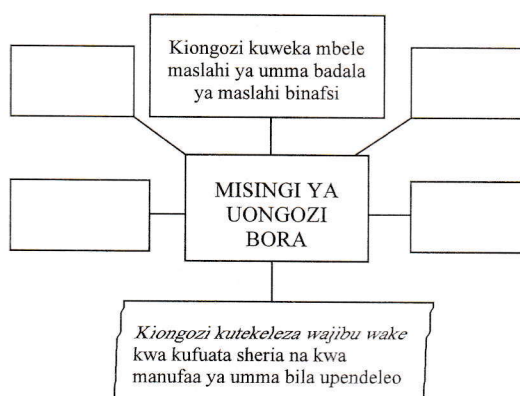 Kiongozi kuweka mbele
maslahi ya umma badala
ya maslahi binafsi
MISINGI YA
UONGOZI
BORA
Kiongozi kutekeleza wajibu wake
kwa kufuata sheria na kwa
manufaa ya umma bila upendeleo